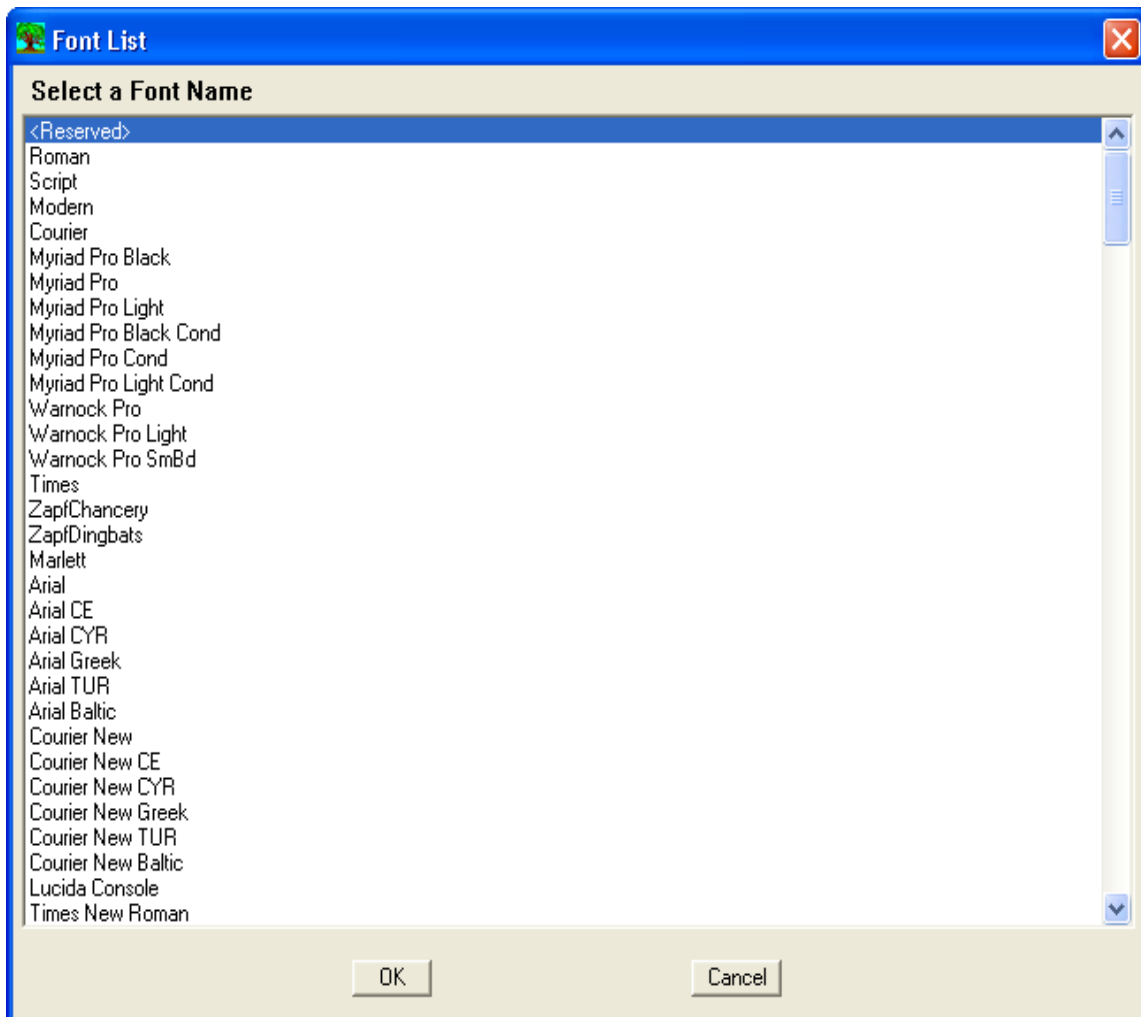 Font List
Select a Font Name
<Reserved>
Roman
Script
Modern
Courier
Myriad Pro Black
Myriad Pro
Myriad Pro Light
Myriad Pro Black Cond
Myriad Pro Cond
Myriad Pro Light Cond
Warnock Pro
Warnock Pro Light
Warnock Pro SmBd
Times
ZapfChancery
ZapfDingbats
Marlett
Arial
Arial CE
Arial CYR
Arial Greek
Arial TUR
Arial Baltic
Courier New
Courier New CE
Courier New CYR
Courier New Greek
Courier New TUR
Courier New Baltic
Lucida Console
Times New Roman
OK Cancel